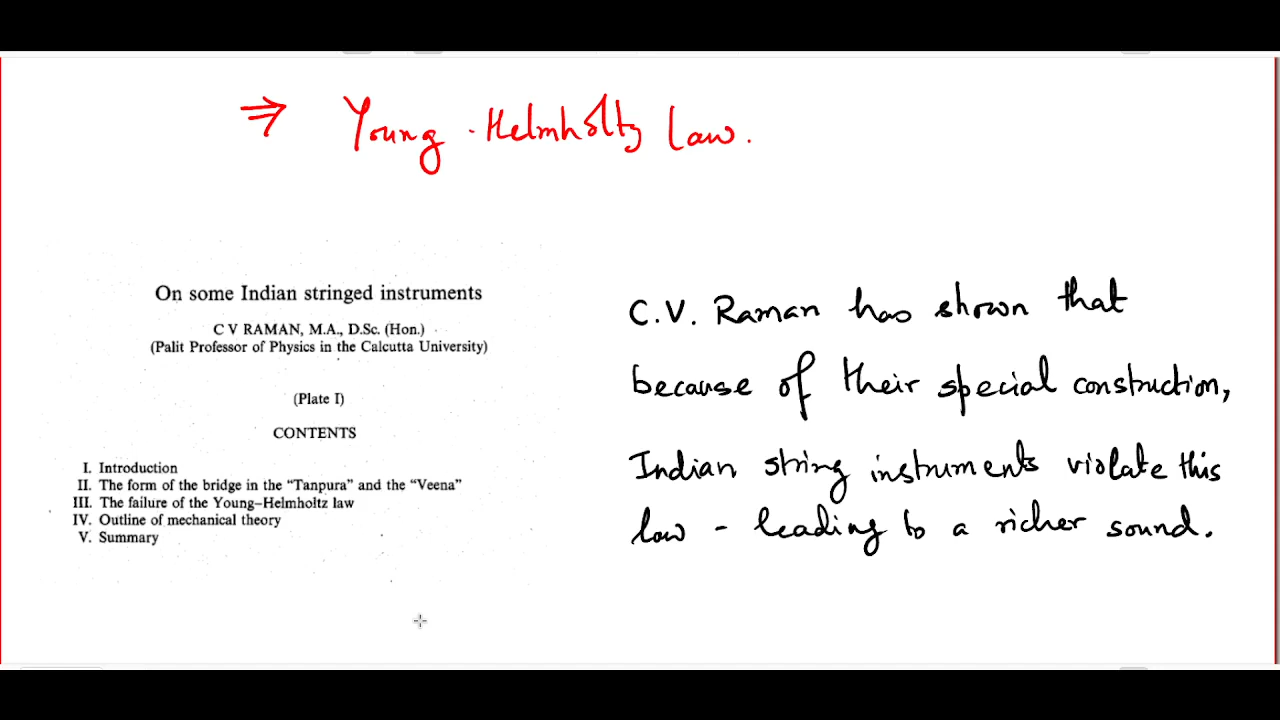 ⇒ Young-Helmholtz law.
On some Indian stringed instruments
C V RAMAN, M.A., D.Sc. (Hon.)
(Palit Professor of Physics in the Calcutta University)
(Plate I)
CONTENTS
I. Introduction
II. The form of the bridge in the “Tanpura” and the “Veena”
III. The failure of the Young–Helmholtz law
IV. Outline of mechanical theory
V. Summary
C.V. Raman has shown that
because of their special construction,
Indian string instruments violate this
law - leading to a richer sound.